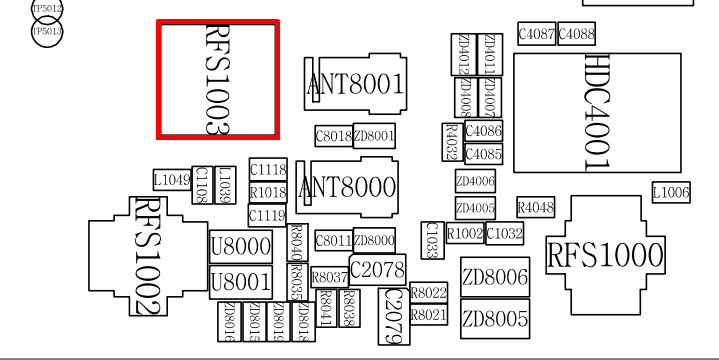 TP5012
TP5013
RFS1003
ANT8001
C8018
ZD8001
ZD4012
ZD4011
ZD4008
ZD4007
C4087
C4088
HDC4001
R4032
C4086
C4085
L1049
C1108
L1039
C1118
R1018
C1119
ANT8000
ZD4006
ZD4005
R4048
L1006
RFS1002
U8000
U8001
R8040
R8035
C8011
ZD8000
C1033
R1002
C1032
RFS1000
R8037
C2078
ZD8006
ZD8016
ZD8015
ZD8019
ZD8018
R8041
R8038
C2079
R8022
R8021
ZD8005